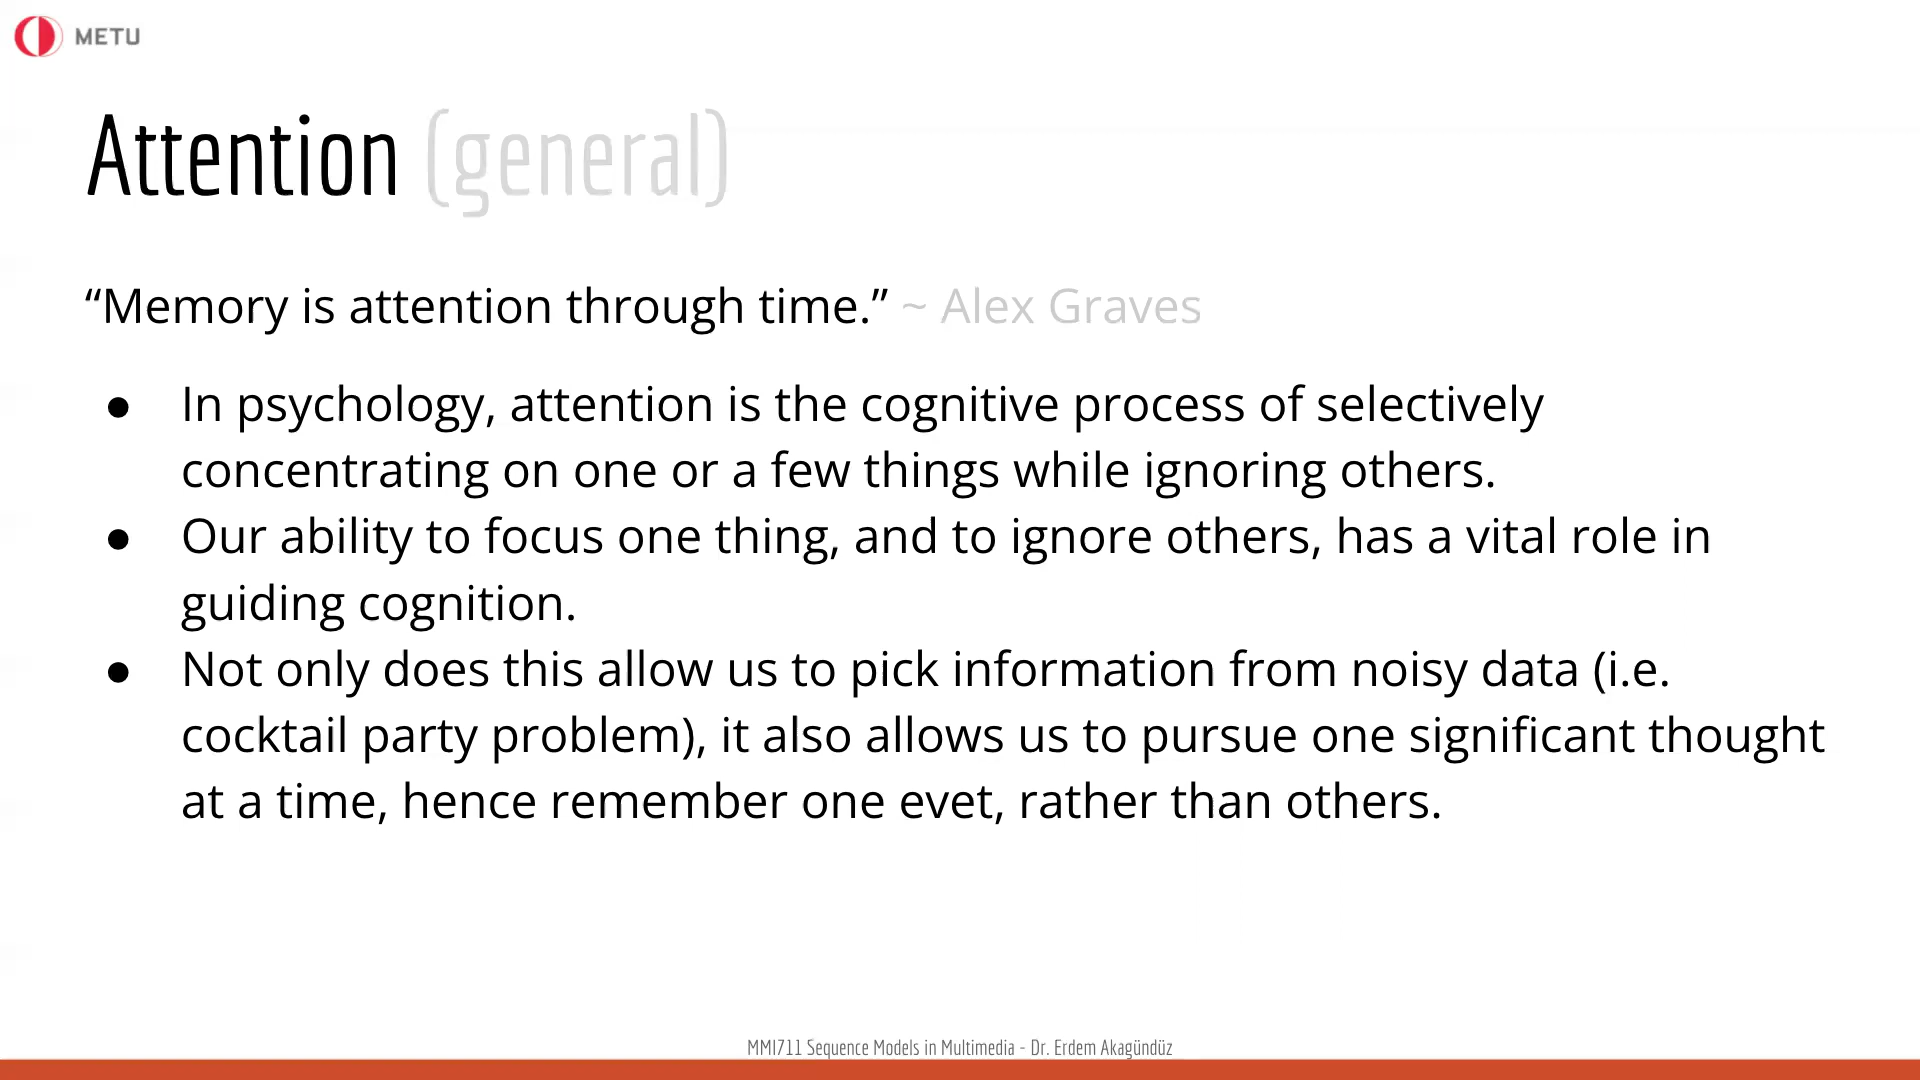 METU
Attention (general)
“Memory is attention through time.” ~ Alex Graves
● In psychology, attention is the cognitive process of selectively
concentrating on one or a few things while ignoring others.
● Our ability to focus one thing, and to ignore others, has a vital role in
guiding cognition.
● Not only does this allow us to pick information from noisy data (i.e.
cocktail party problem), it also allows us to pursue one significant thought
at a time, hence remember one evet, rather than others.
MMI711 Sequence Models in Multimedia - Dr. Erdem Akagündüz